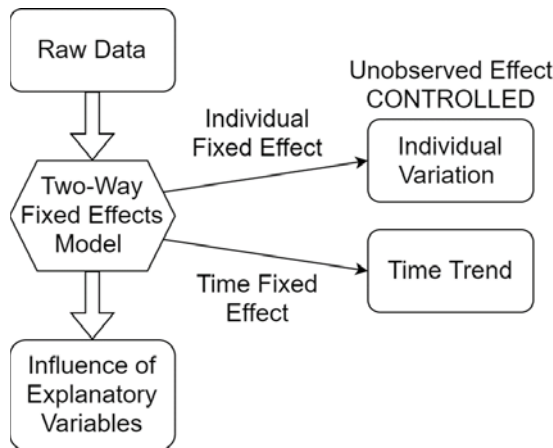 Raw Data
Unobserved Effect
CONTROLLED
Individual
Fixed Effect
Individual
Variation
Two-Way
Fixed Effects
Model
Time Trend
Time Fixed
Effect
Influence of
Explanatory
Variables